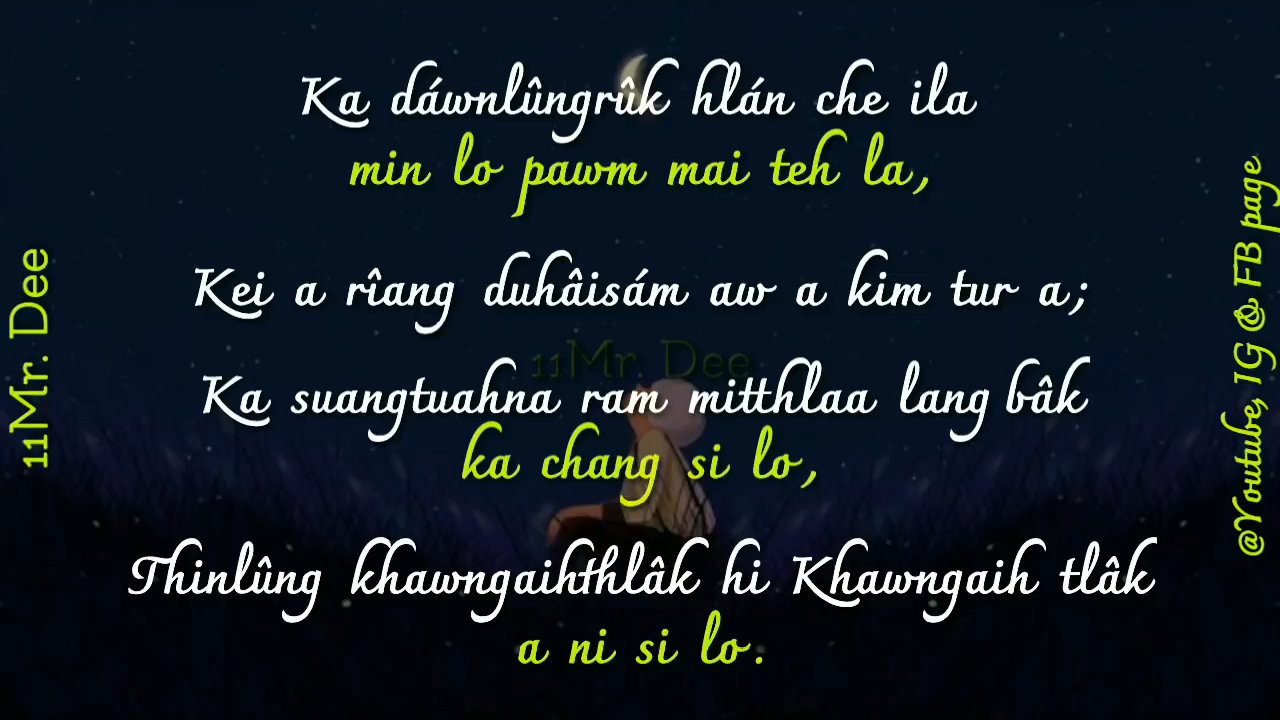 Ka dáwnlûngrûk hlán che ila
min lo pawm mai teh la,
Kei a rîang duhâisám aw a kim tur a;
11Mr. Dee
Ka suangtuahna ram mitthlaa lang bâk
ka chang si lo,
Thinlûng khawngaihthlâk hi Khawngaih tlâk
a ni si lo.
11Mr. Dee
@Youtube, IG & FB page